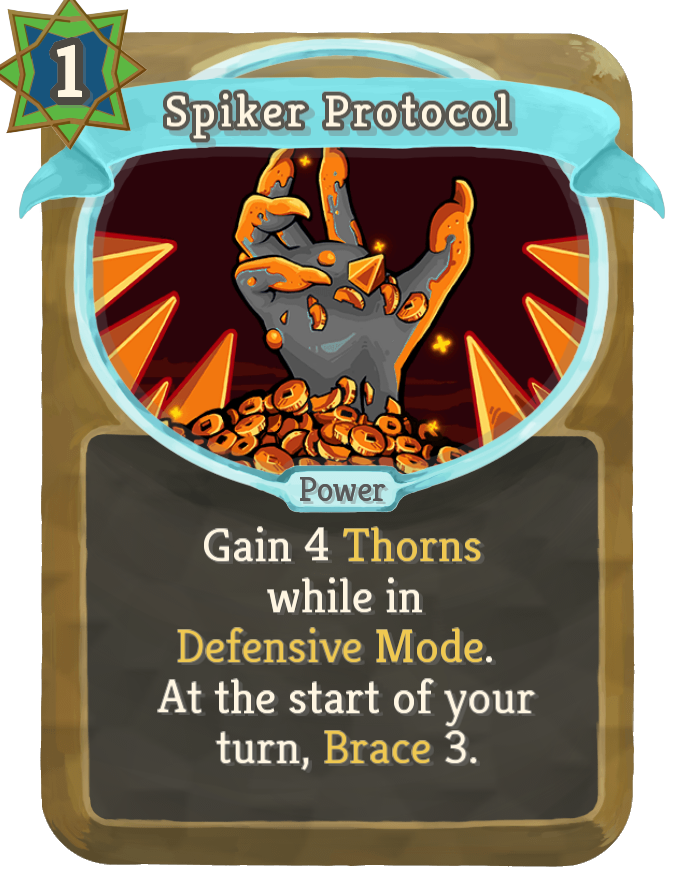 1
Spiker Protocol
Power
Gain 4 Thorns
while in
Defensive Mode.
At the start of your
turn, Brace 3.